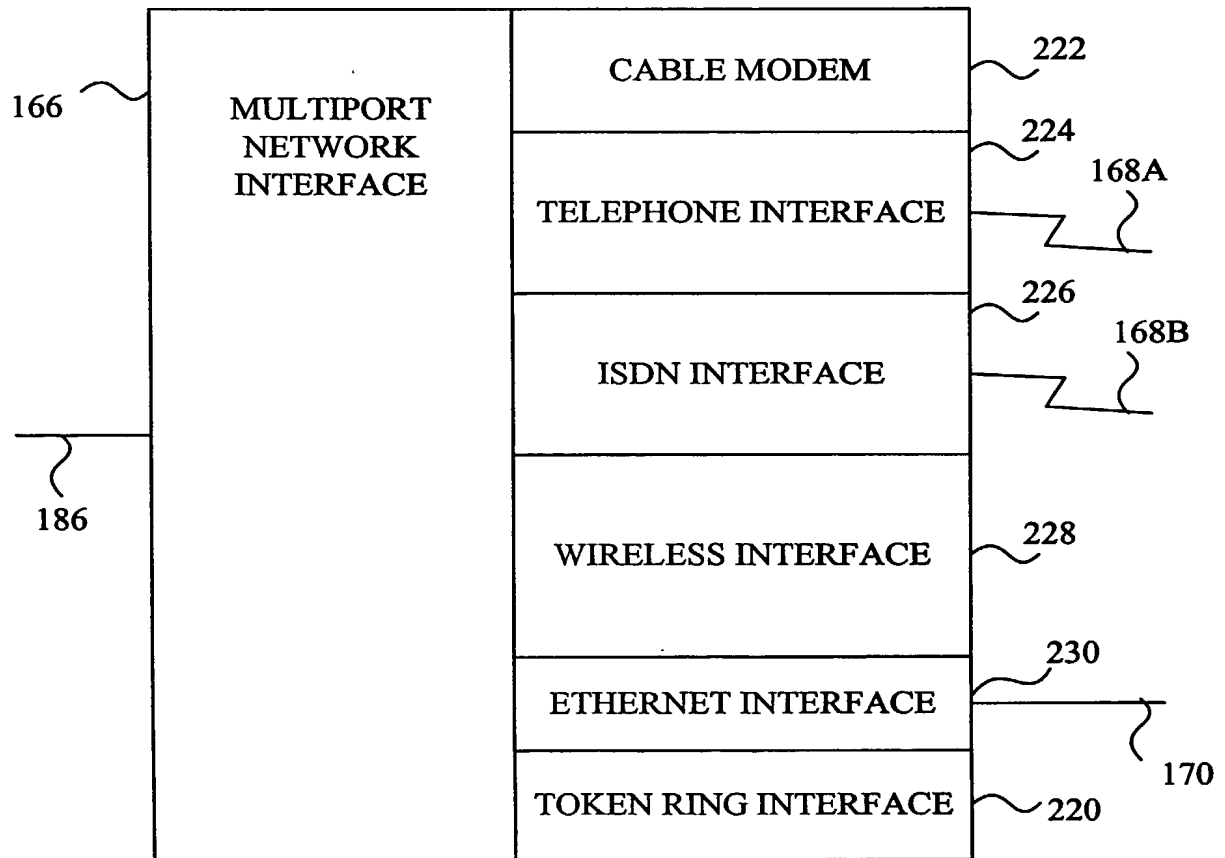 CABLE MODEM
222
166
MULTIPORT
NETWORK
INTERFACE
224
168A
TELEPHONE INTERFACE
226
168B
ISDN INTERFACE
186
WIRELESS INTERFACE
228
230
ETHERNET INTERFACE
170
TOKEN RING INTERFACE
220